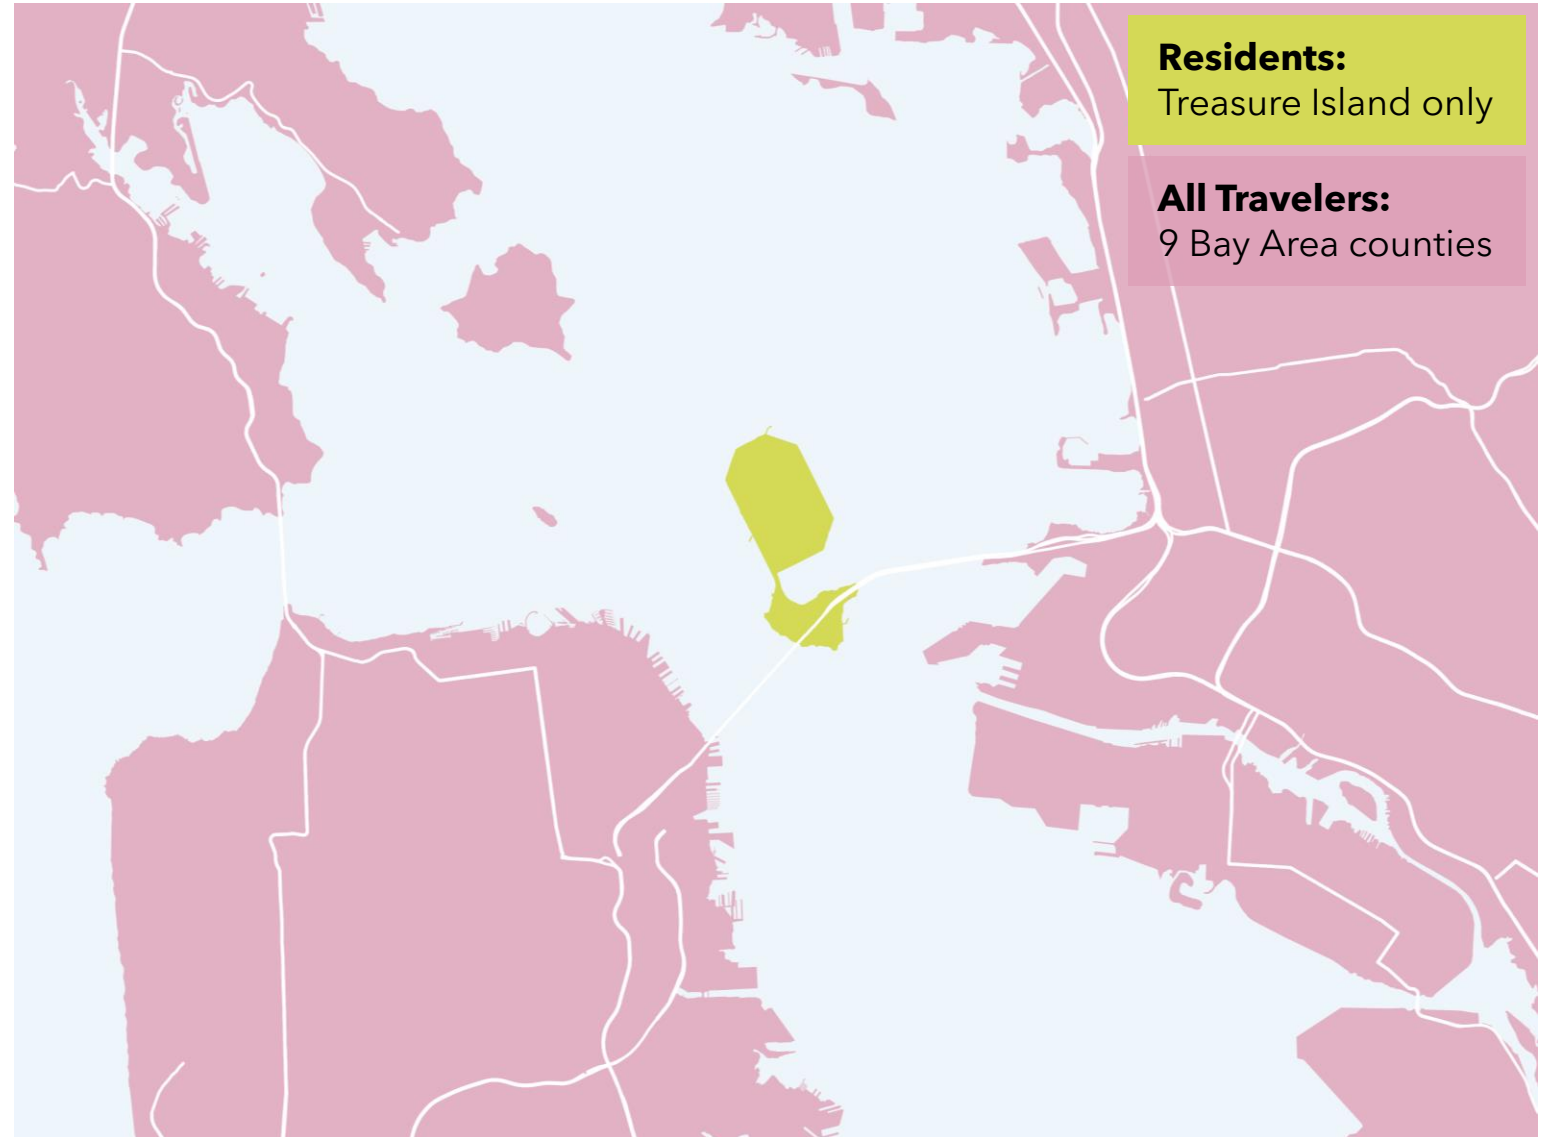 Residents:
Treasure Island only
All Travelers:
9 Bay Area counties